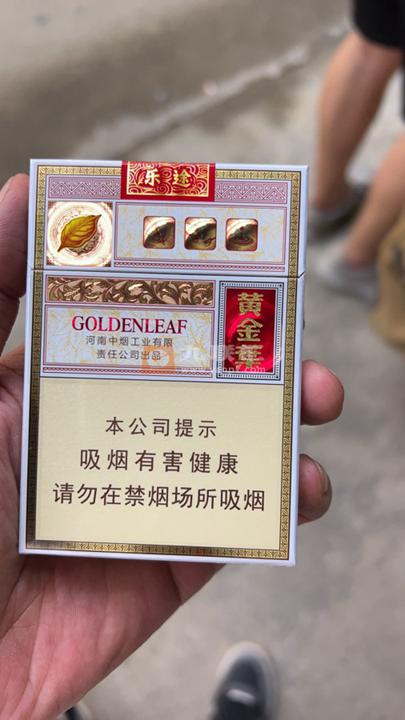 乐途
GOLDENLEAF
河南中烟工业有限
责任公司出品
黄金叶
本公司提示
吸烟有害健康
请勿在禁烟场所吸烟